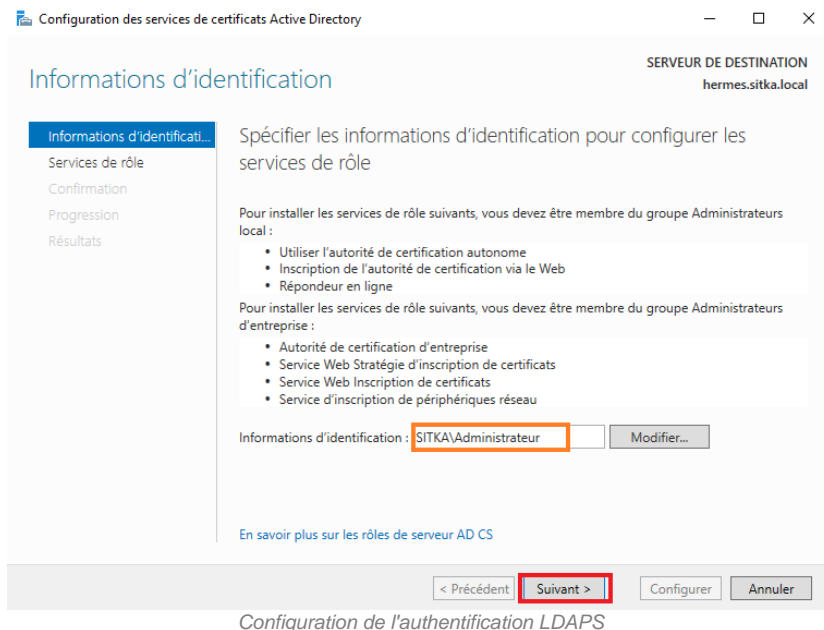 Configuration des services de certificats Active Directory
Informations d'identification
SERVEUR DE DESTINATION
hermes.sitka.local
Informations d'identificati...
Services de rôle
Confirmation
Progression
Résultats
Spécifier les informations d'identification pour configurer les
services de rôle
Pour installer les services de rôle suivants, vous devez être membre du groupe Administrateurs
local :
• Utiliser l'autorité de certification autonome
• Inscription de l'autorité de certification via le Web
• Répondeur en ligne
Pour installer les services de rôle suivants, vous devez être membre du groupe Administrateurs
d'entreprise :
• Autorité de certification d'entreprise
• Service Web Stratégie d'inscription de certificats
• Service Web Inscription de certificats
• Service d'inscription de périphériques réseau
Informations d'identification : SITKA\Administrateur Modifier...
En savoir plus sur les rôles de serveur AD CS
< Précédent Suivant > Configurer Annuler
Configuration de l'authentification LDAPS